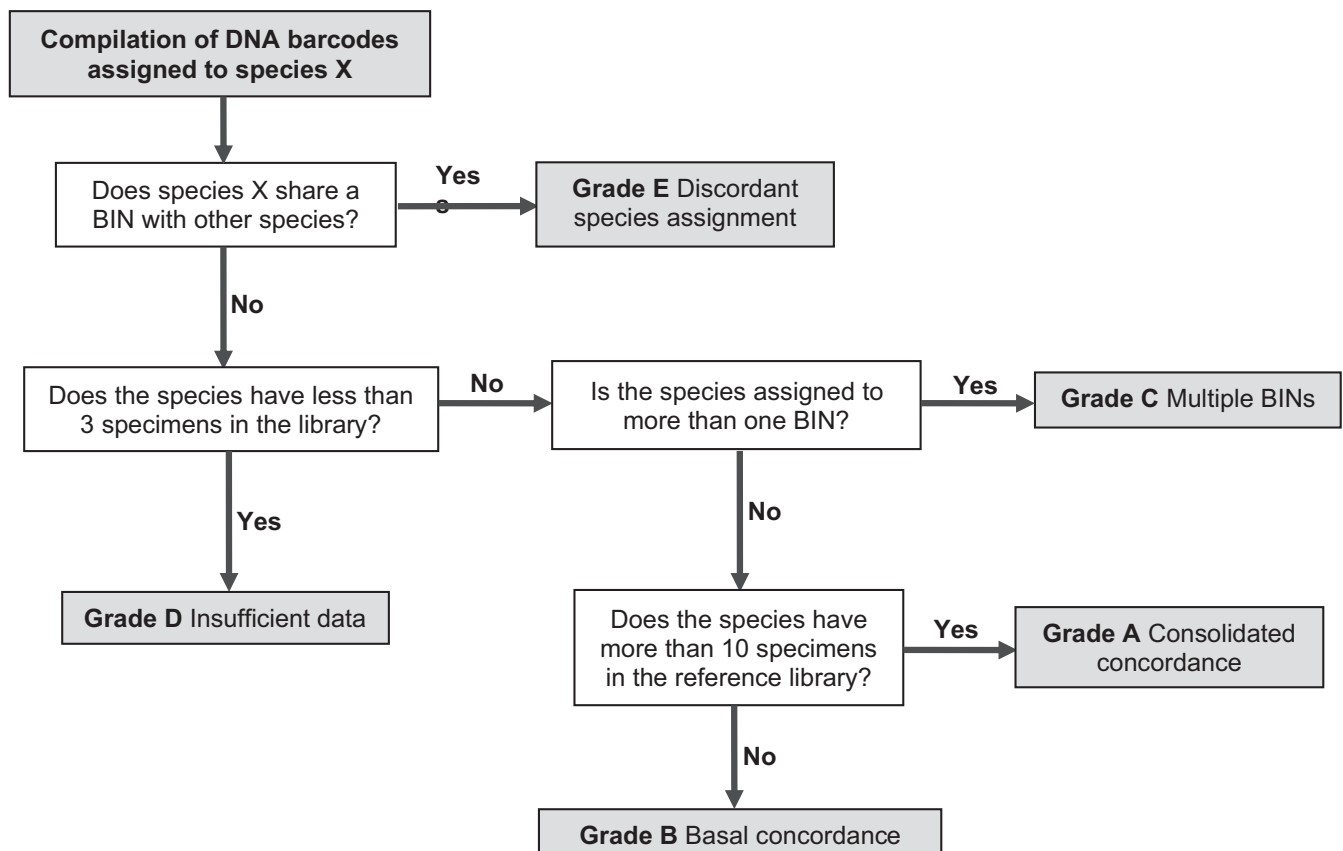 Compilation of DNA barcodes
assigned to species X
Does species X share a
BIN with other species?
Yes
s
Grade E Discordant
species assignment
No
Does the species have less than
3 specimens in the library?
No
Is the species assigned to
more than one BIN?
Yes
Grade C Multiple BINs
Yes
No
Grade D Insufficient data
Does the species have
more than 10 specimens
in the reference library?
Yes
Grade A Consolidated
concordance
No
Grade B Basal concordance